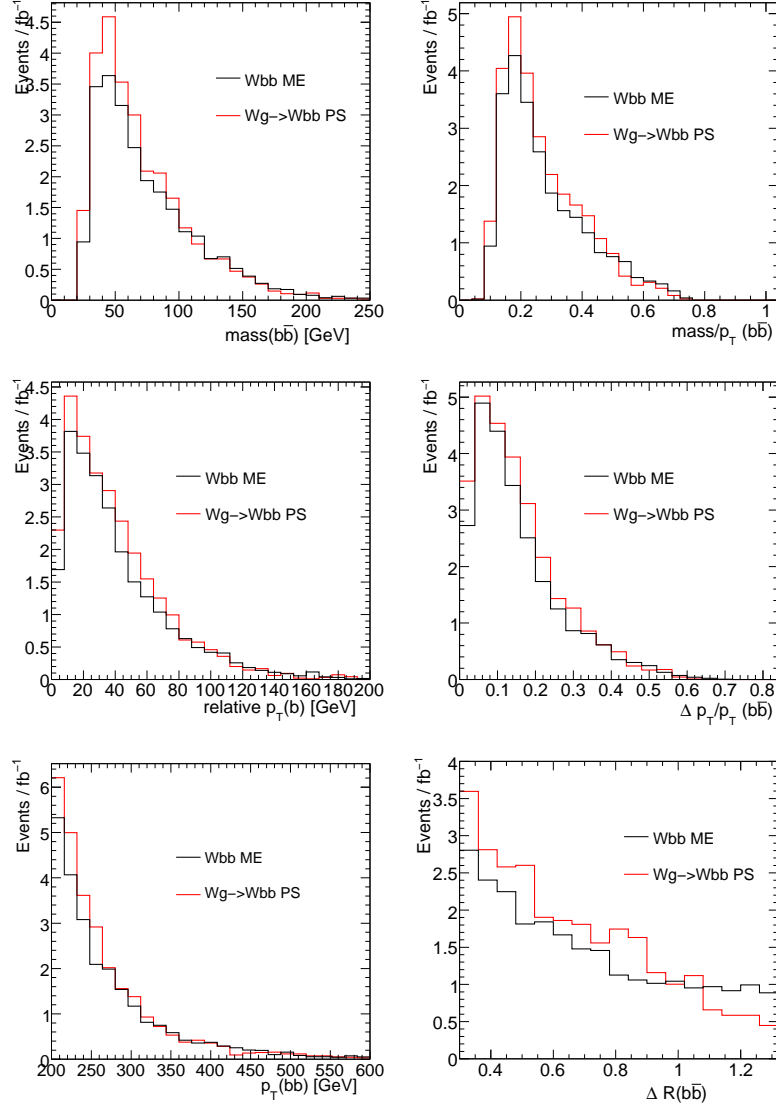 Events / fb-1
4.5
4
3.5
3
2.5
2
1.5
1
0.5
0
Wbb ME
Wg->Wbb PS
0 50 100 150 200 250
mass(bb̅) [GeV]
Events / fb-1
5
4
3
2
1
0
Wbb ME
Wg->Wbb PS
0 0.2 0.4 0.6 0.8 1
mass/pT (bb̅)
Events / fb-1
4.5
4
3.5
3
2.5
2
1.5
1
0.5
0
Wbb ME
Wg->Wbb PS
0 20 40 60 80 100 120 140 160 180 200
relative pT(b) [GeV]
Events / fb-1
5
4
3
2
1
0
Wbb ME
Wg->Wbb PS
0 0.1 0.2 0.3 0.4 0.5 0.6 0.7 0.8
Δ pT/pT (bb̅)
Events / fb-1
6
5
4
3
2
1
0
Wbb ME
Wg->Wbb PS
200 250 300 350 400 450 500 550 600
pT(bb) [GeV]
Events / fb-1
4
3.5
3
2.5
2
1.5
1
0.5
0
Wbb ME
Wg->Wbb PS
0.4 0.6 0.8 1 1.2
Δ R(bb̅)